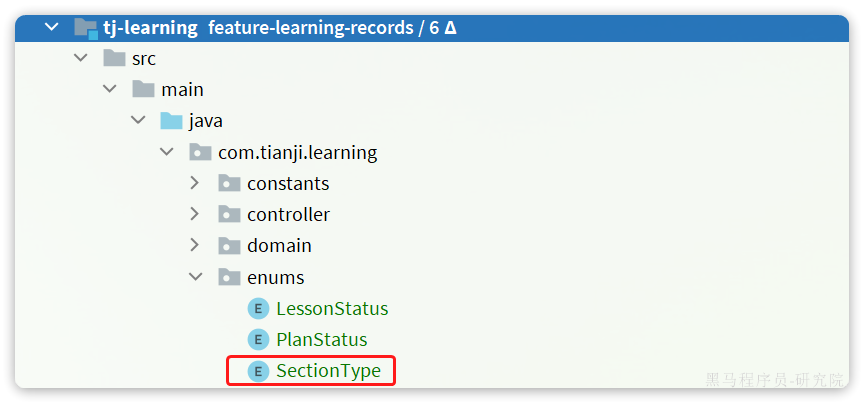 tj-learning feature-learning-records / 6 Δ
src
main
java
com.tianji.learning
constants
controller
domain
enums
E LessonStatus
E PlanStatus
E SectionType
黑马程序员-研究院